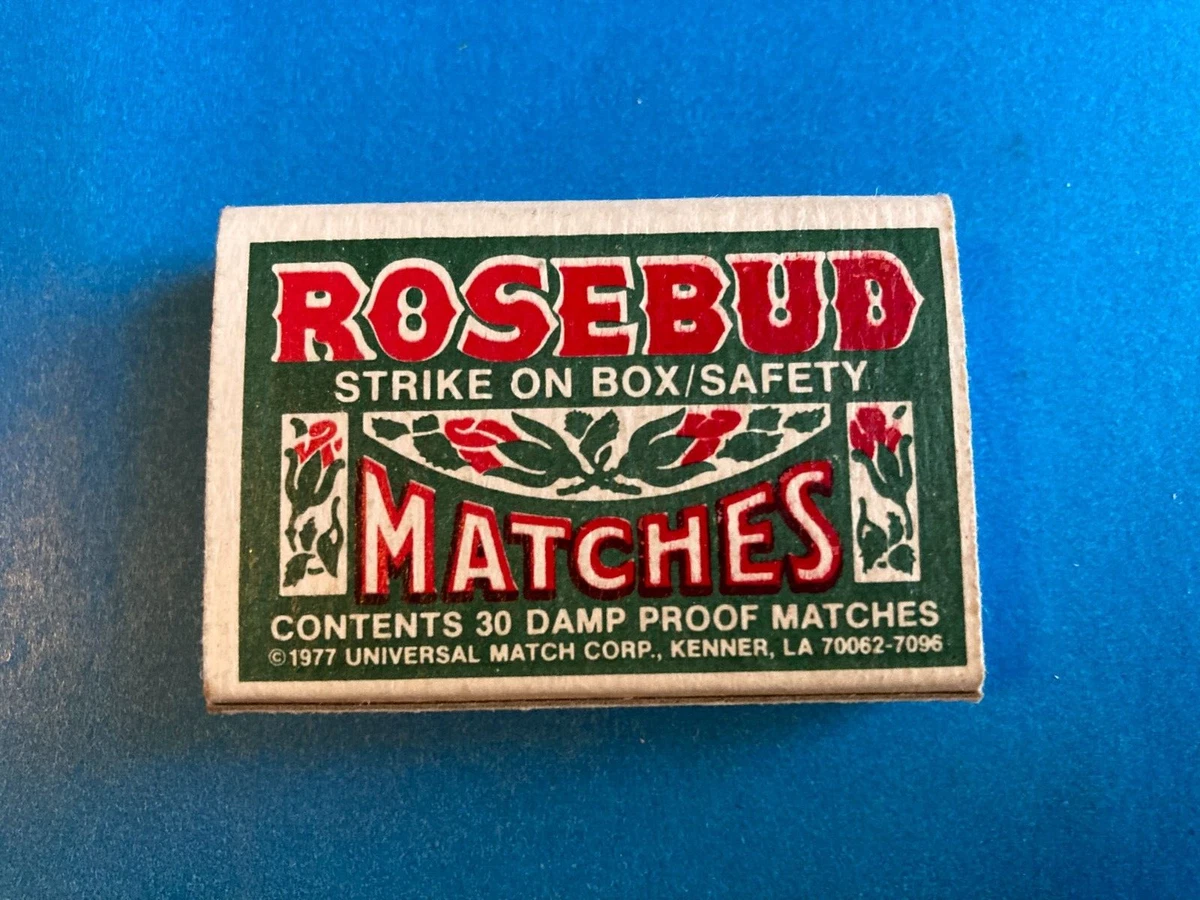 ROSEBUD
STRIKE ON BOX/SAFETY
MATCHES
CONTENTS 30 DAMP PROOF MATCHES
©1977 UNIVERSAL MATCH CORP., KENNER, LA 70062-7096